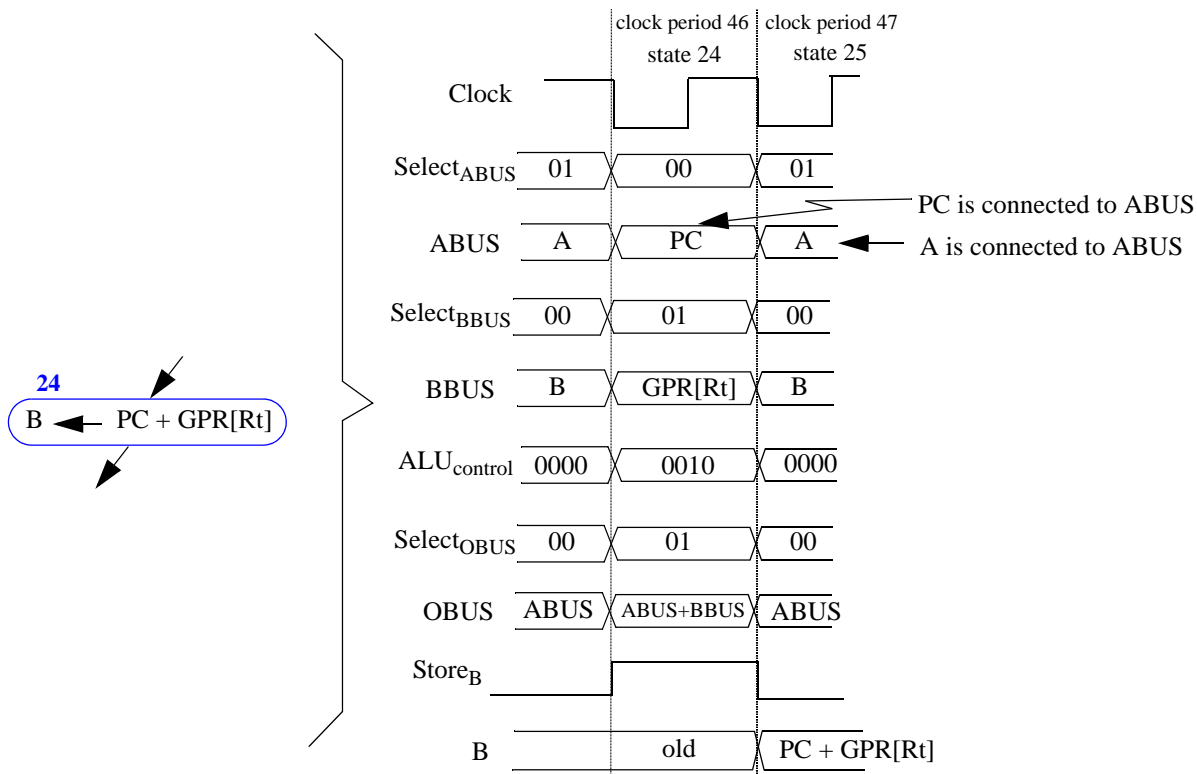 clock period 46 clock period 47
state 24 state 25
Clock
SelectABUS 01 00 01
PC is connected to ABUS
ABUS A PC A A is connected to ABUS
SelectBBUS 00 01 00
24
BBUS B GPR[Rt] B
B PC + GPR[Rt]
ALUcontrol 0000 0010 0000
SelectOBUS 00 01 00
OBUS ABUS ABUS+BBUS ABUS
StoreB
B old PC + GPR[Rt]